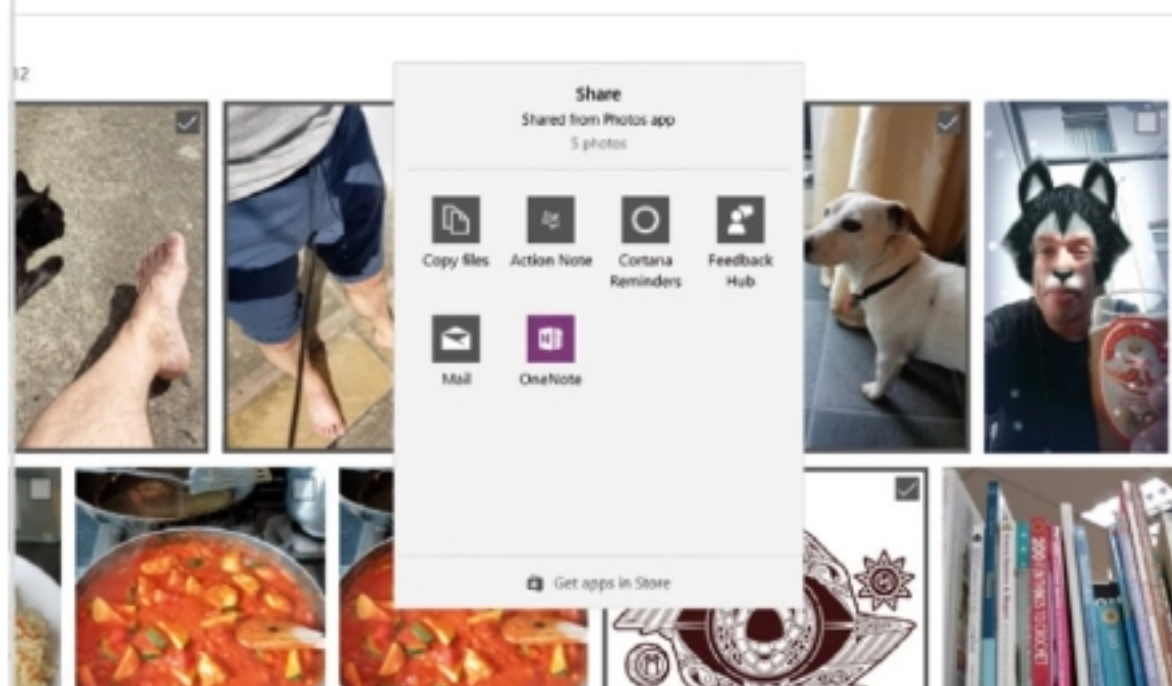 12
Share
Shared from Photos app
5 photos
Copy files
Action Note
Cortana
Reminders
Feedback
Hub
Mail
OneNote
Get apps in Store